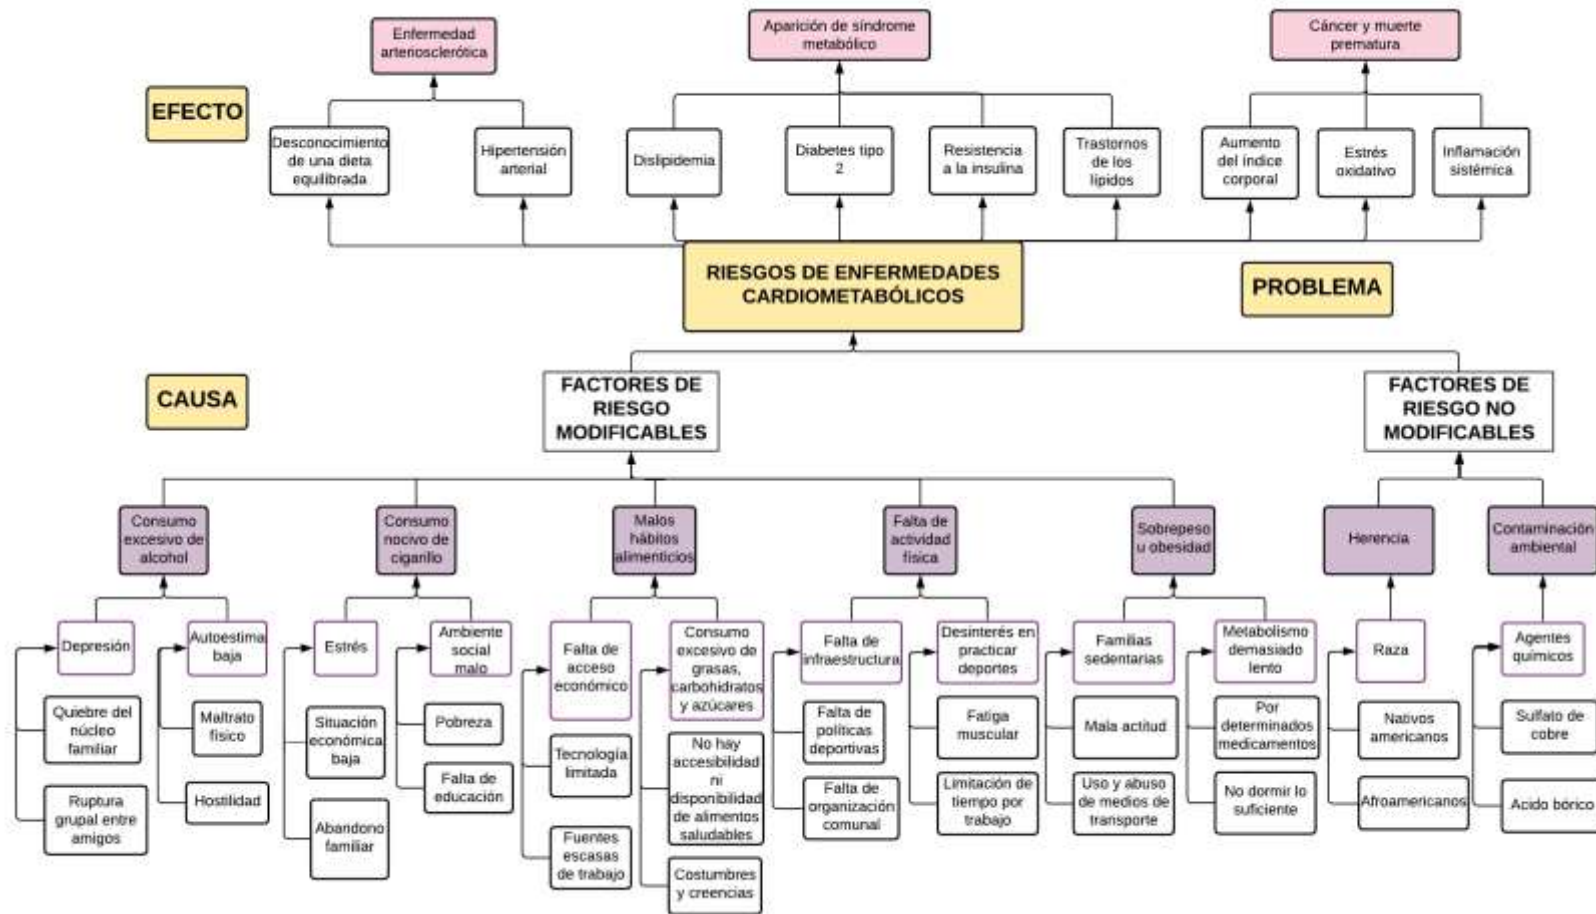 Enfermedad
arteriosclerótica
Aparición de síndrome
metabólico
Cáncer y muerte
prematura
EFECTO
Desconocimiento
de una dieta
equilibrada
Hipertensión
arterial
Dislipidemia
Diabetes tipo
2
Resistencia
a la insulina
Trastornos
de los
lípidos
Aumento
del índice
corporal
Estrés
oxidativo
Inflamación
sistémica
RIESGOS DE ENFERMEDADES
CARDIOMETABÓLICOS
PROBLEMA
CAUSA
FACTORES DE
RIESGO
MODIFICABLES
FACTORES DE
RIESGO NO
MODIFICABLES
Consumo
excesivo de
alcohol
Consumo
nocivo de
cigarillo
Malos
hábitos
alimenticios
Falta de
actividad
física
Sobrepeso
u obesidad
Herencia
Contaminación
ambiental
Depresión
Autoestima
baja
Estrés
Ambiente
social
malo
Falta de
acceso
económico
Consumo
excesivo de
grasas,
carbohidratos
y azúcares
Falta de
infraestructura
Desinterés en
practicar
deportes
Familias
sedentarias
Metabolismo
demasiado
lento
Raza
Agentes
químicos
Quiebre del
núcleo
familiar
Maltrato
físico
Situación
económica
baja
Pobreza
Tecnología
limitada
No hay
accesibilidad
ni
disponibilidad
de alimentos
saludables
Falta de
políticas
deportivas
Fatiga
muscular
Mala actitud
Por
determinados
medicamentos
Nativos
americanos
Sulfato de
cobre
Ruptura
grupal entre
amigos
Hostilidad
Abandono
familiar
Falta de
educación
Fuentes
escasas
de trabajo
Costumbres
y creencias
Falta de
organización
comunal
Limitación de
tiempo por
trabajo
Uso y abuso
de medios de
transporte
No dormir lo
suficiente
Afroamericanos
Acido bórico